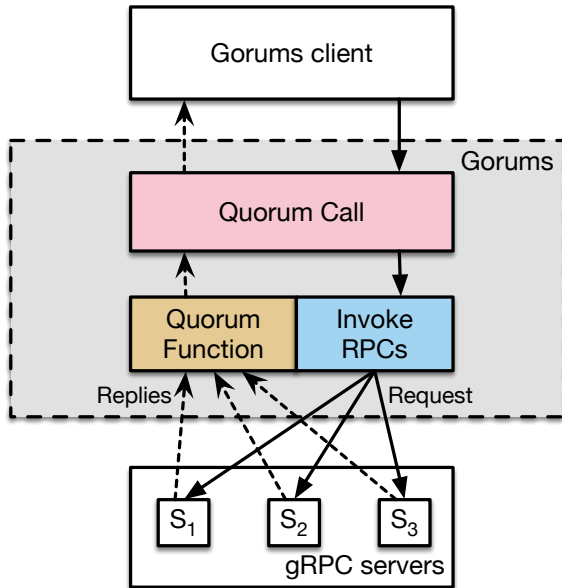 Gorums client
Gorums
Quorum Call
Quorum
Function
Invoke
RPCs
Replies
Request
S1
S2
S3
gRPC servers